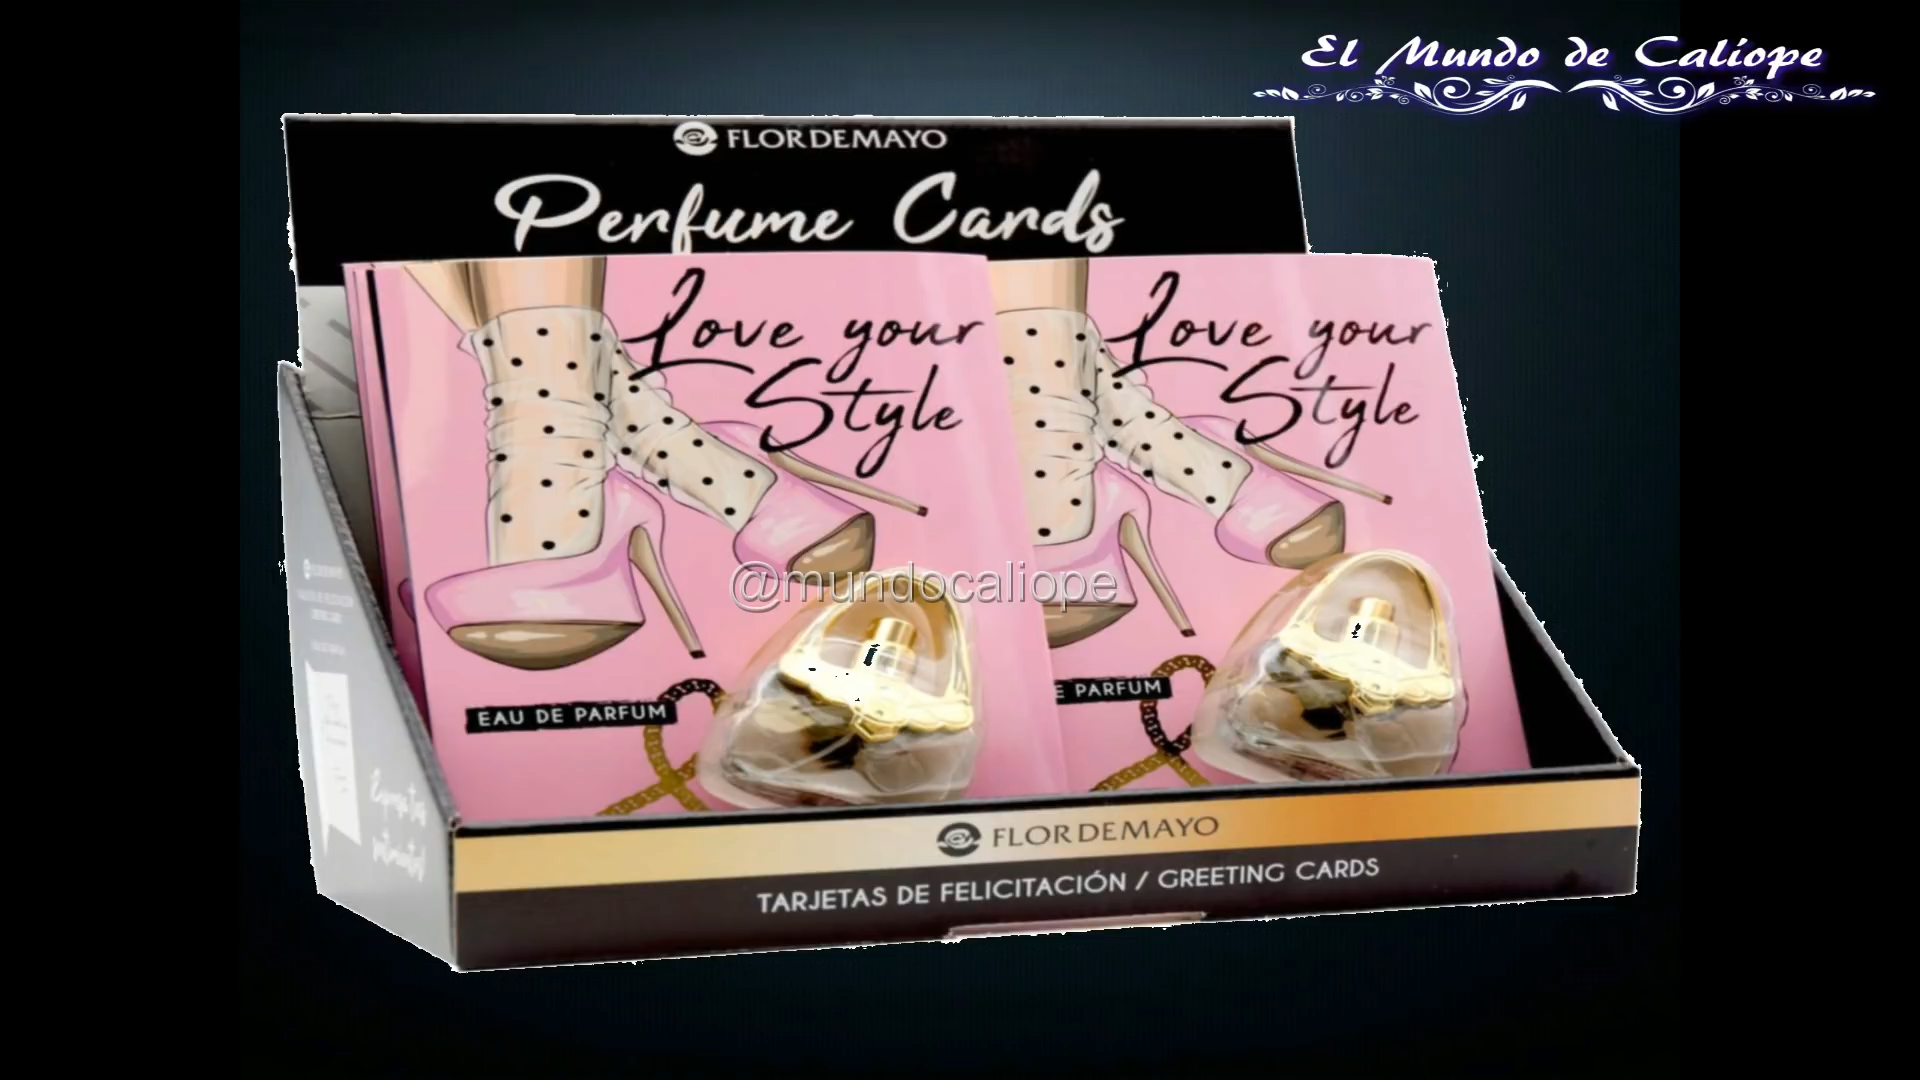 El Mundo de Calíope
FLORDEMAYO
Perfume Cards
Love your
Style
Love your
Style
@mundocaliope
EAU DE PARFUM
E PARFUM
FLORDEMAYO
TARJETAS DE FELICITACIÓN / GREETING CARDS